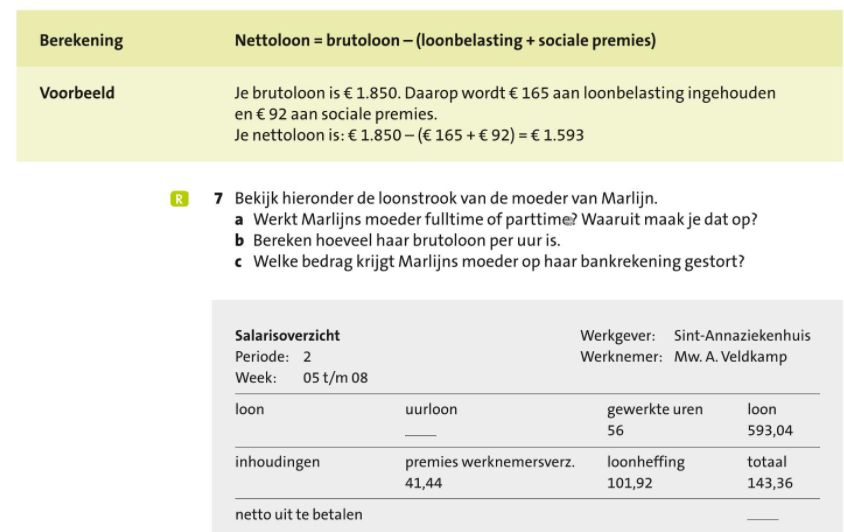 Berekening Nettoloon = brutoloon – (loonbelasting + sociale premies)
Voorbeeld Je brutoloon is € 1.850. Daarop wordt € 165 aan loonbelasting ingehouden
en € 92 aan sociale premies.
Je nettoloon is: € 1.850 – (€ 165 + € 92) = € 1.593
R 7 Bekijk hieronder de loonstrook van de moeder van Marlijn.
a Werkt Marlijns moeder fulltime of parttime? Waaruit maak je dat op?
b Bereken hoeveel haar brutoloon per uur is.
c Welke bedrag krijgt Marlijns moeder op haar bankrekening gestort?
Salarisoverzicht Werkgever: Sint-Annaziekenhuis
Periode: 2 Werknemer: Mw. A. Veldkamp
Week: 05 t/m 08
loon uurloon gewerkte uren loon
____ 56 593,04
inhoudingen premies werknemersverz. loonheffing totaal
41,44 101,92 143,36
netto uit te betalen ____